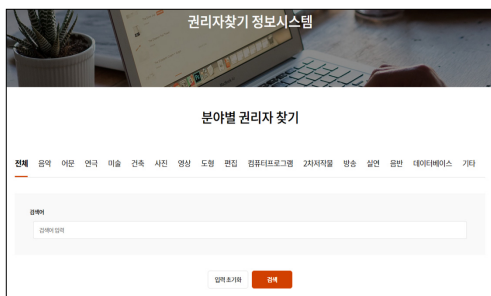 권리자찾기 정보시스템
분야별 권리자 찾기
전체 음악 어문 연극 미술 건축 사진 영상 도형 편집 컴퓨터프로그램 2차저작물 방송 실연 음반 데이터베이스 기타
검색어
검색어 입력
입력 초기화 검색